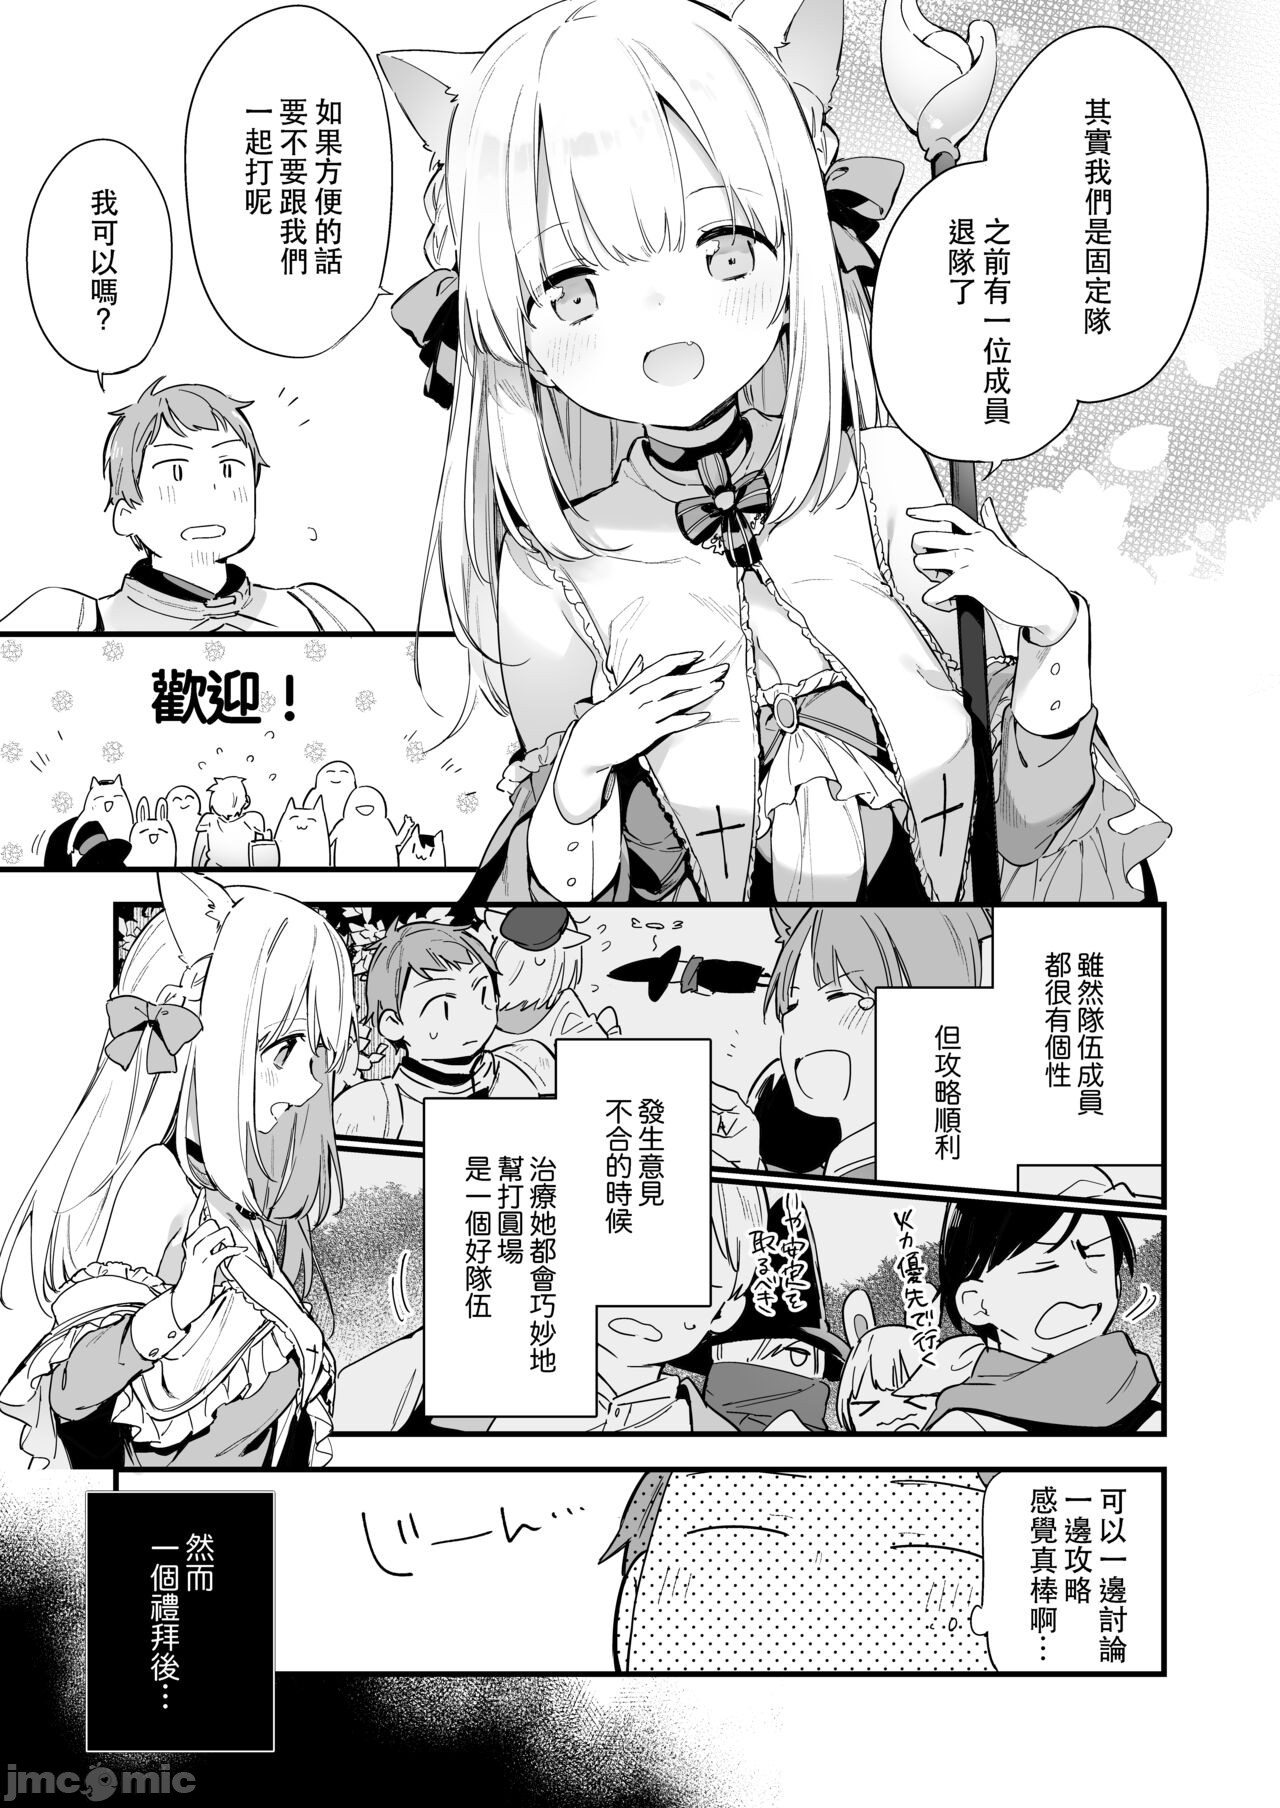 其實我們是固定隊
之前有一位成員
退隊了
如果方便的話
要不要跟我們
一起打呢
我可以嗎？
歡迎！
雖然隊伍成員
都很有個性
但攻略順利
發生意見
不合的時候
治療她都會巧妙地
幫打圓場
是一個好隊伍
火力優先で行く
安定を
取るべき
可以一邊討論
一邊攻略
感覺真棒啊…
じーん…
然而
一個禮拜後…
jmcomic